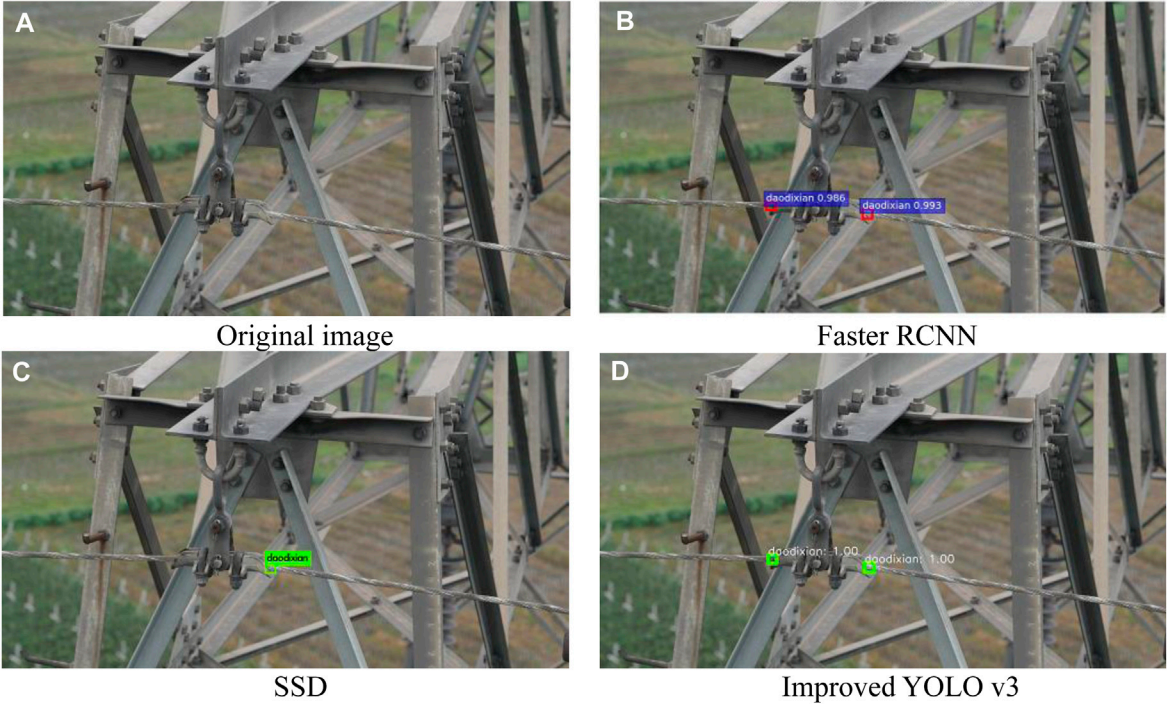 A
B
daodixian 0.986
daodixian 0.993
Original image
Faster RCNN
C
D
daodixian
daodixian: 1.00
daodixian: 1.00
SSD
Improved YOLO v3